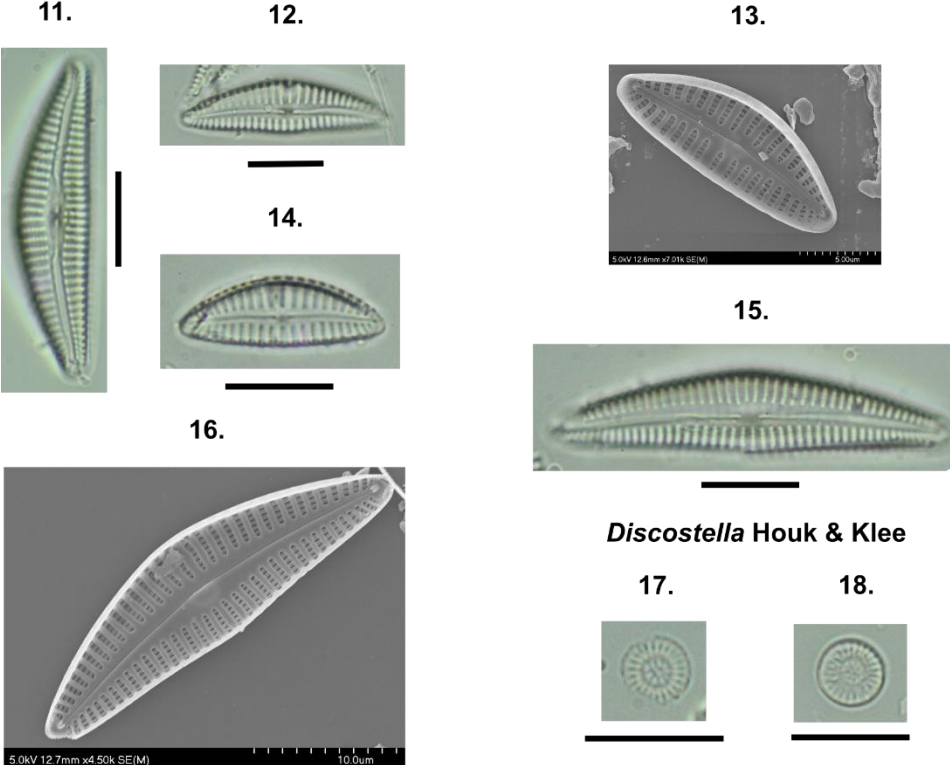 11.
12.
13.
14.
5.0kV 12.6mm x7.01k SE(M) 5.00um
15.
16.
Discostella Houk & Klee
17.
18.
5.0kV 12.7mm x4.50k SE(M) 10.0um